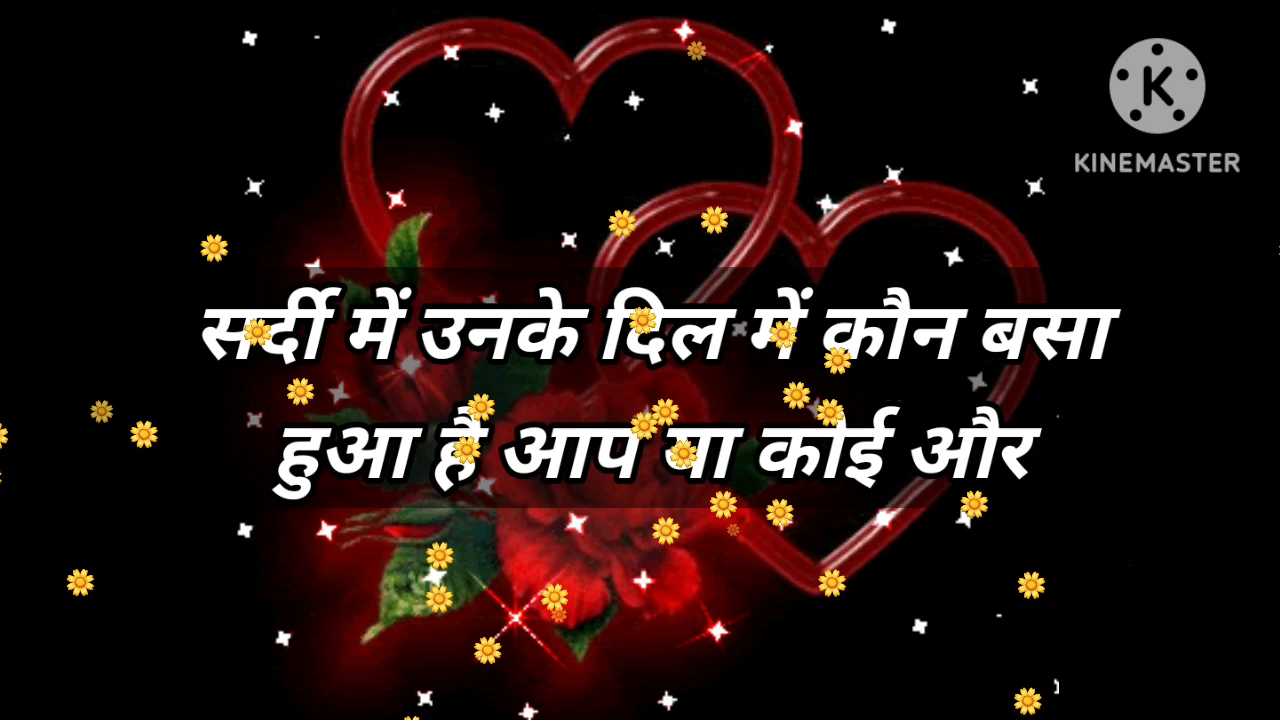 KINEMASTER
सर्दी में उनके दिल में कौन बसा
हुआ है आप या कोई और